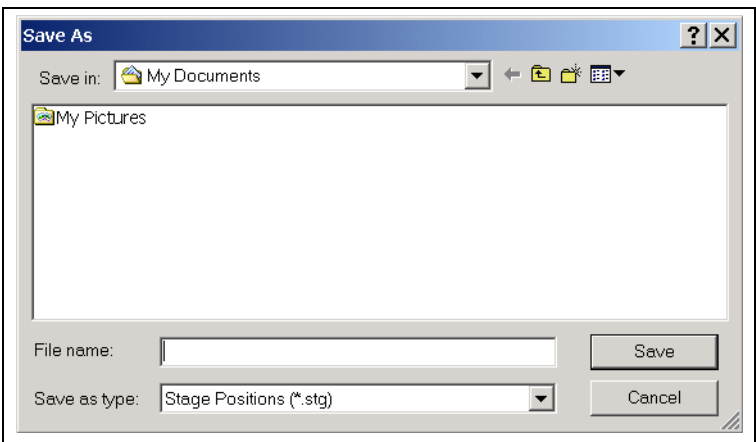 Save As
Save in: My Documents
My Pictures
File name:
Save
Save as type: Stage Positions (*.stg)
Cancel